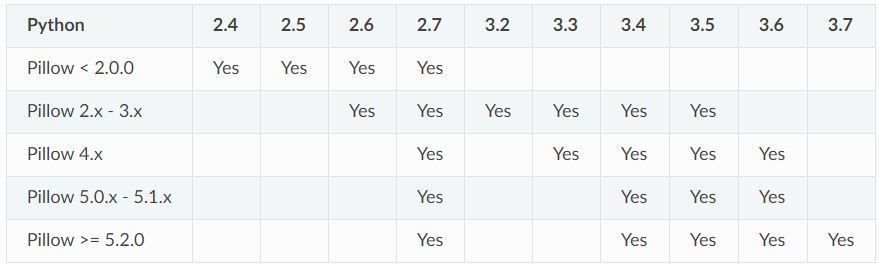 Python 2.4 2.5 2.6 2.7 3.2 3.3 3.4 3.5 3.6 3.7
Pillow < 2.0.0 Yes Yes Yes Yes
Pillow 2.x - 3.x Yes Yes Yes Yes Yes Yes
Pillow 4.x Yes Yes Yes Yes Yes
Pillow 5.0.x - 5.1.x Yes Yes Yes Yes
Pillow >= 5.2.0 Yes Yes Yes Yes Yes